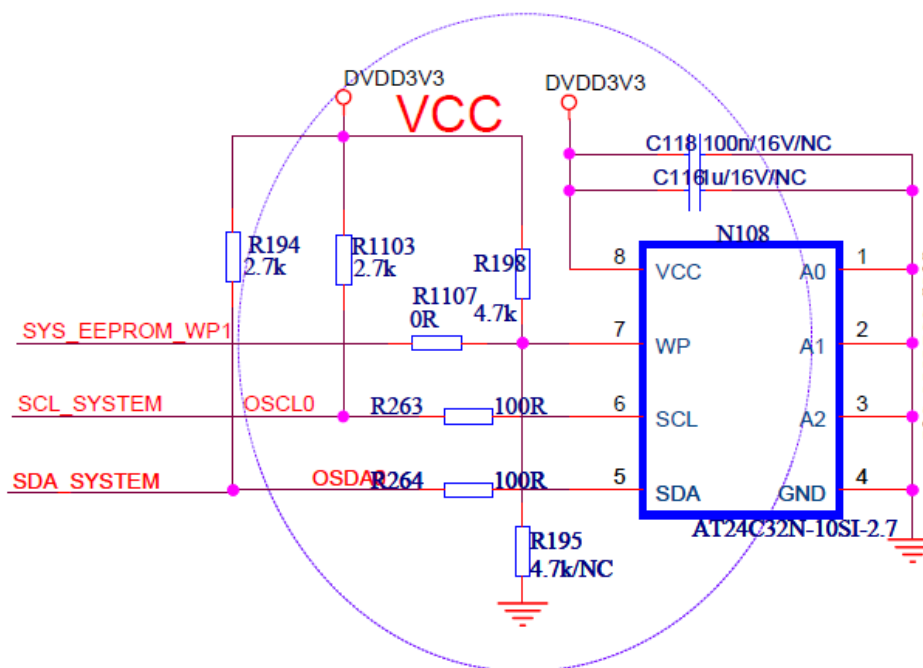 DVDD3V3
DVDD3V3
VCC
C118 100n/16V/NC
C116 1u/16V/NC
N108
R194
2.7k
R1103
2.7k
R198
4.7k
R1107
0R
8 VCC A0 1
SYS_EEPROM_WP1
7 WP A1 2
SCL_SYSTEM OSCL0 R263 100R 6 SCL A2 3
SDA_SYSTEM R264 100R 5 SDA GND 4
AT24C32N-10SI-2.7
R195
4.7k/NC